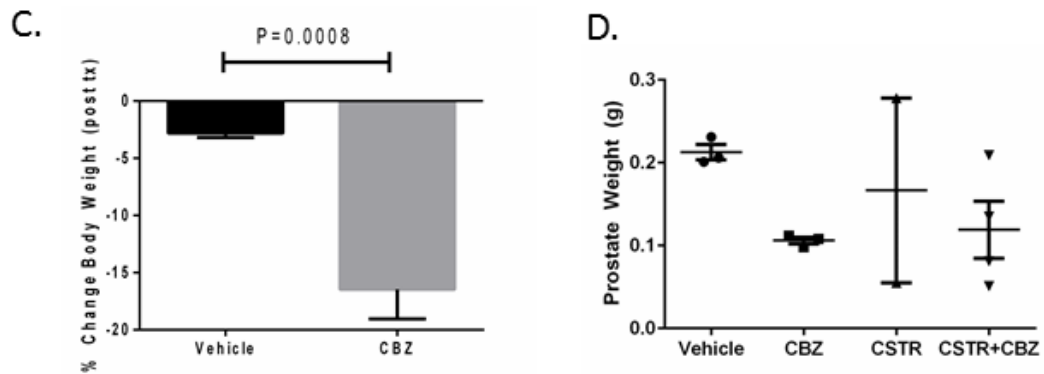 C.
P=0.0008
% Change Body Weight (post tx)
0
-5
-10
-15
-20
Vehicle
CBZ
D.
Prostate Weight (g)
0.3
0.2
0.1
0.0
Vehicle
CBZ
CSTR
CSTR+CBZ